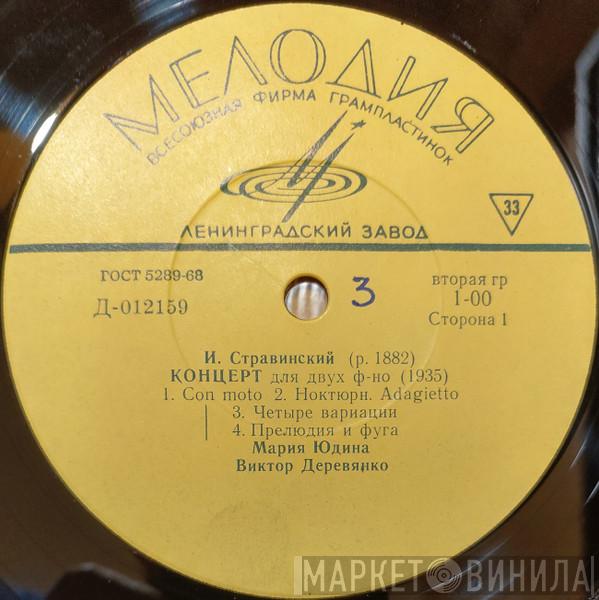 МЕЛОДИЯ
ВСЕСОЮЗНАЯ ФИРМА ГРАМПЛАСТИНОК
33
ЛЕНИНГРАДСКИЙ ЗАВОД
ГОСТ 5289-68
Д-012159
3
вторая гр
1-00
Сторона 1
И. Стравинский (р. 1882)
КОНЦЕРТ для двух ф-но (1935)
1. Con moto 2. Ноктюрн. Adagietto
3. Четыре вариации
4. Прелюдия и фуга
Мария Юдина
Виктор Деревянко
МАРКЕТ ВИНИЛА